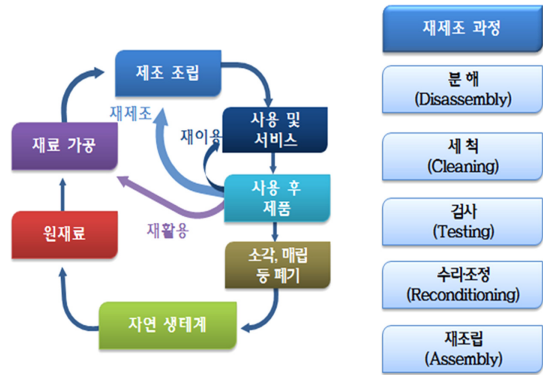 제조 조립
재제조
재이용
사용 및
서비스
재료 가공
사용 후
제품
재활용
원재료
소각, 매립
등 폐기
자연 생태계
재제조 과정
분 해
(Disassembly)
세 척
(Cleaning)
검사
(Testing)
수리·조정
(Reconditioning)
재조립
(Assembly)